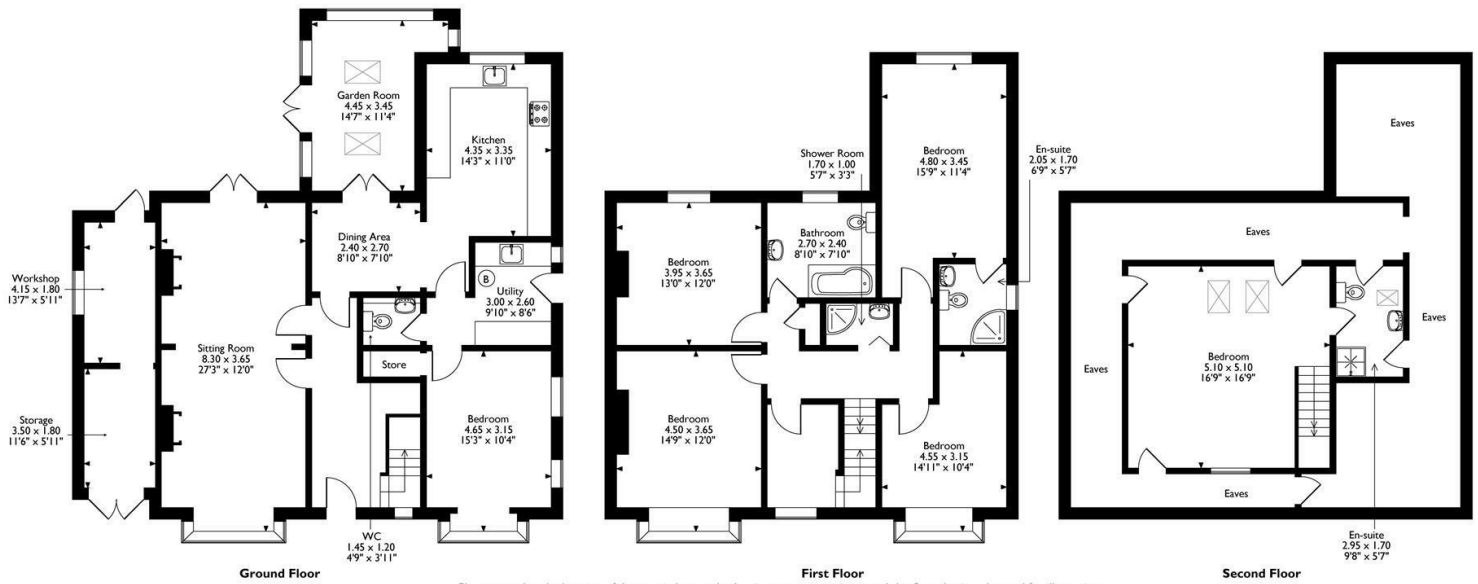 Garden Room
4.45 x 3.45
14'7" x 11'4"
Kitchen
4.35 x 3.35
14'3" x 11'0"
Dining Area
2.40 x 2.70
8'10" x 7'10"
Workshop
4.15 x 1.80
13'7" x 5'11"
B
Utility
3.00 x 2.60
9'10" x 8'6"
Sitting Room
8.30 x 3.65
27'3" x 12'0"
Store
Storage
3.50 x 1.80
11'6" x 5'11"
Bedroom
4.65 x 3.15
15'3" x 10'4"
WC
1.45 x 1.20
4'9" x 3'11"
Ground Floor
Shower Room
1.70 x 1.00
5'7" x 3'3"
Bedroom
4.80 x 3.45
15'9" x 11'4"
En-suite
2.05 x 1.70
6'9" x 5'7"
Bathroom
2.70 x 2.40
8'10" x 7'10"
Bedroom
3.95 x 3.65
13'0" x 12'0"
Bedroom
4.50 x 3.65
14'9" x 12'0"
Bedroom
4.55 x 3.15
14'11" x 10'4"
First Floor
Eaves
Eaves
Eaves
Eaves
Bedroom
5.10 x 5.10
16'9" x 16'9"
Eaves
En-suite
2.95 x 1.70
9'8" x 5'7"
Second Floor